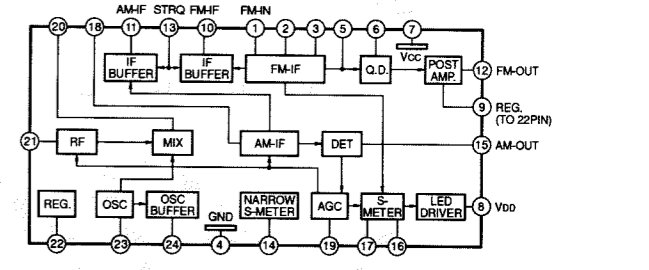 AM-IF STRQ FM-IF FM-IN
20 18 11 13 10 1 2 3 5 6 7
VCC
IF BUFFER
IF BUFFER
FM-IF
Q.D.
POST AMP.
12 FM-OUT
9 REG.
(TO 22PIN)
21 RF
MIX
AM-IF
DET
15 AM-OUT
REG.
OSC
OSC BUFFER
GND
NARROW S-METER
AGC
S-METER
LED DRIVER
8 VDD
22 23 24 4 14 19 17 16